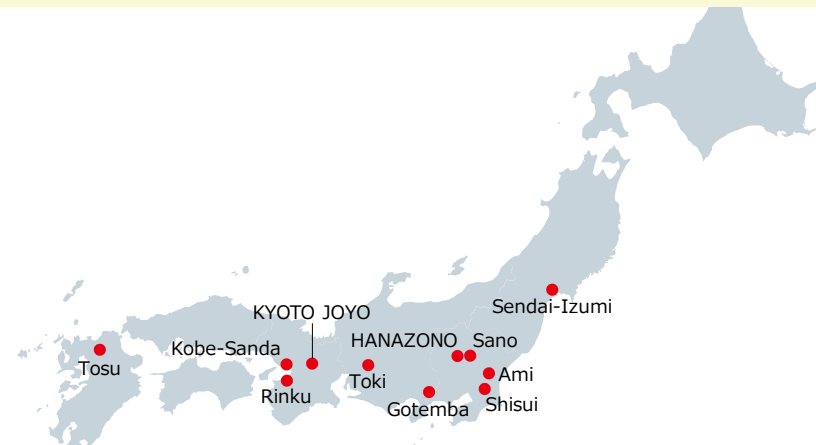 Sendai-Izumi
KYOTO JOYO
HANAZONO
Sano
Kobe-Sanda
Tosu
Rinku
Toki
Ami
Gotemba
Shisui